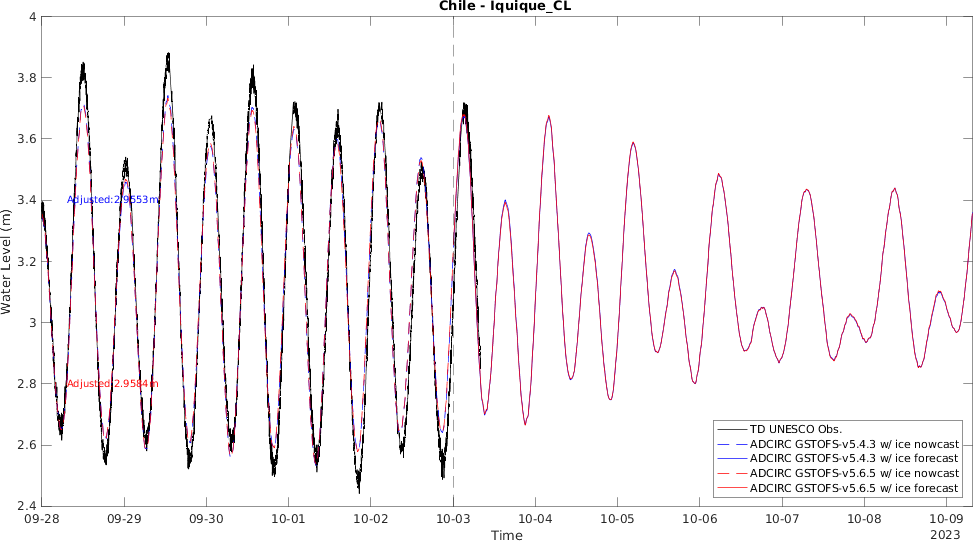 Chile - Iquique_CL
4
3.8
3.6
3.4
3.2
3
2.8
2.6
2.4
Water Level (m)
Adjusted:2.9553m
Adjusted:2.9584m
TD UNESCO Obs.
ADCIRC GSTOFS-v5.4.3 w/ ice nowcast
ADCIRC GSTOFS-v5.4.3 w/ ice forecast
ADCIRC GSTOFS-v5.6.5 w/ ice nowcast
ADCIRC GSTOFS-v5.6.5 w/ ice forecast
09-28 09-29 09-30 10-01 10-02 10-03 10-04 10-05 10-06 10-07 10-08 10-09
2023
Time